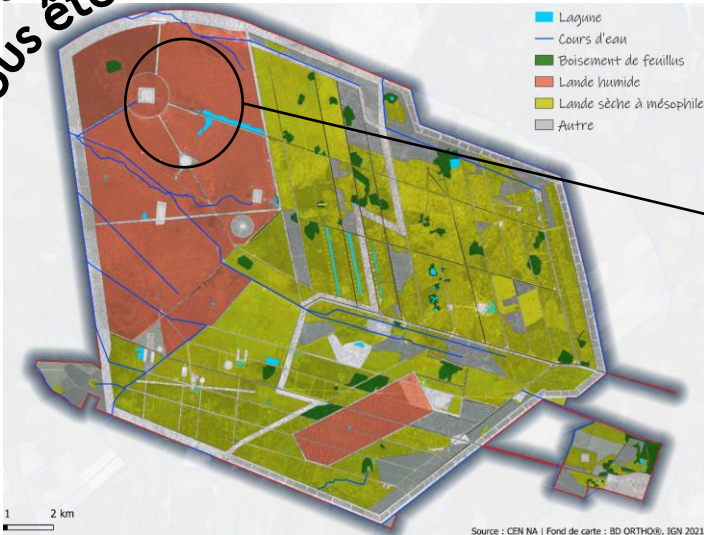 ous êt
Lagune
Cours d'eau
Boisement de feuillus
Lande humide
Lande sèche à mésophile
Autre
1 2 km
Source : CEN NA | Fond de carte : BD ORTHO®, IGN 2021